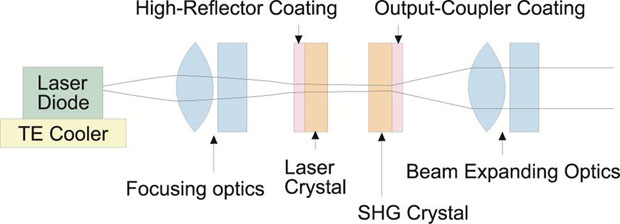 High-Reflector Coating
Output-Coupler Coating
Laser
Diode
TE Cooler
Focusing optics
Laser
Crystal
SHG Crystal
Beam Expanding Optics